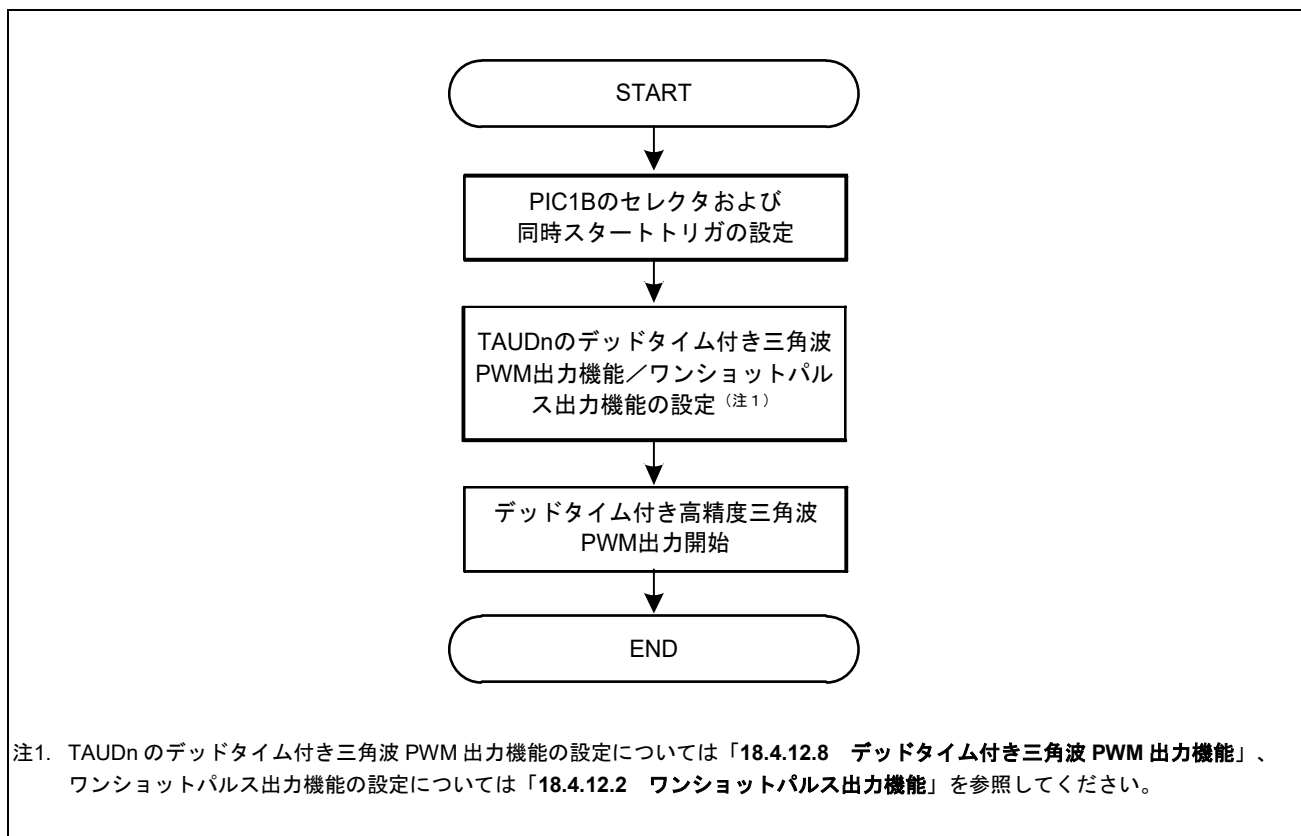 START
PIC1Bのセレクタおよび
同時スタートトリガの設定
TAUDnのデッドタイム付き三角波
PWM出力機能／ワンショットパル
ス出力機能の設定（注１）
デッドタイム付き高精度三角波
PWM出力開始
END
注1. TAUDn のデッドタイム付き三角波 PWM 出力機能の設定については「18.4.12.8　デッドタイム付き三角波 PWM 出力機能」、
ワンショットパルス出力機能の設定については「18.4.12.2　ワンショットパルス出力機能」を参照してください。